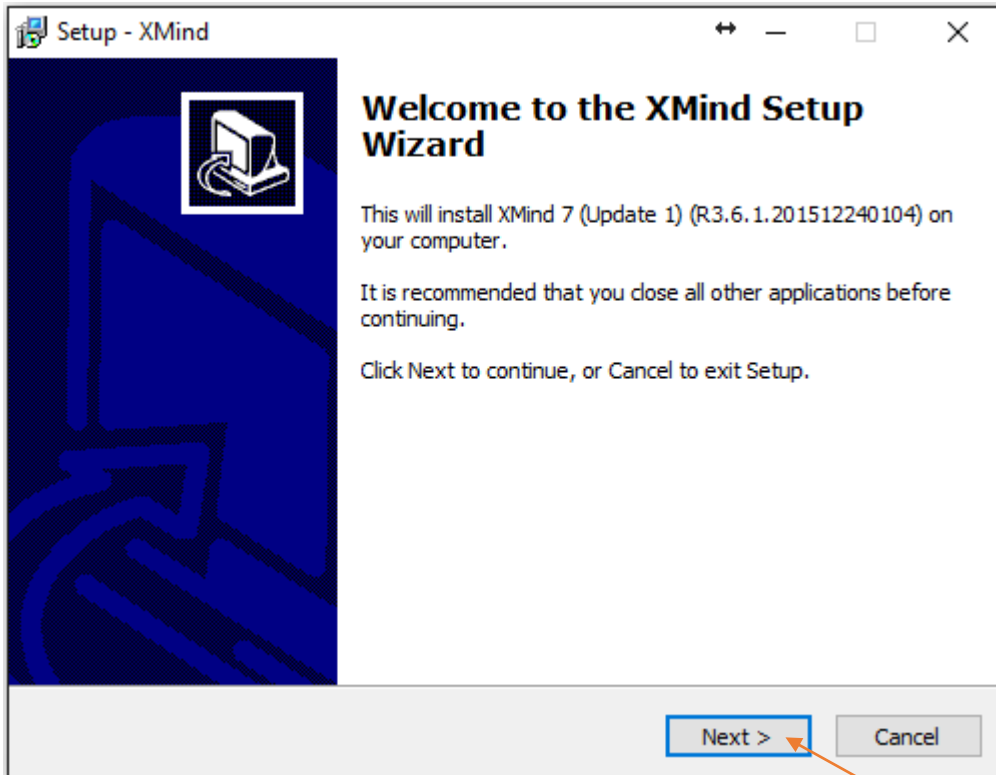 Setup - XMind
Welcome to the XMind Setup
Wizard
This will install XMind 7 (Update 1) (R3.6.1.201512240104) on
your computer.
It is recommended that you close all other applications before
continuing.
Click Next to continue, or Cancel to exit Setup.
Next > Cancel